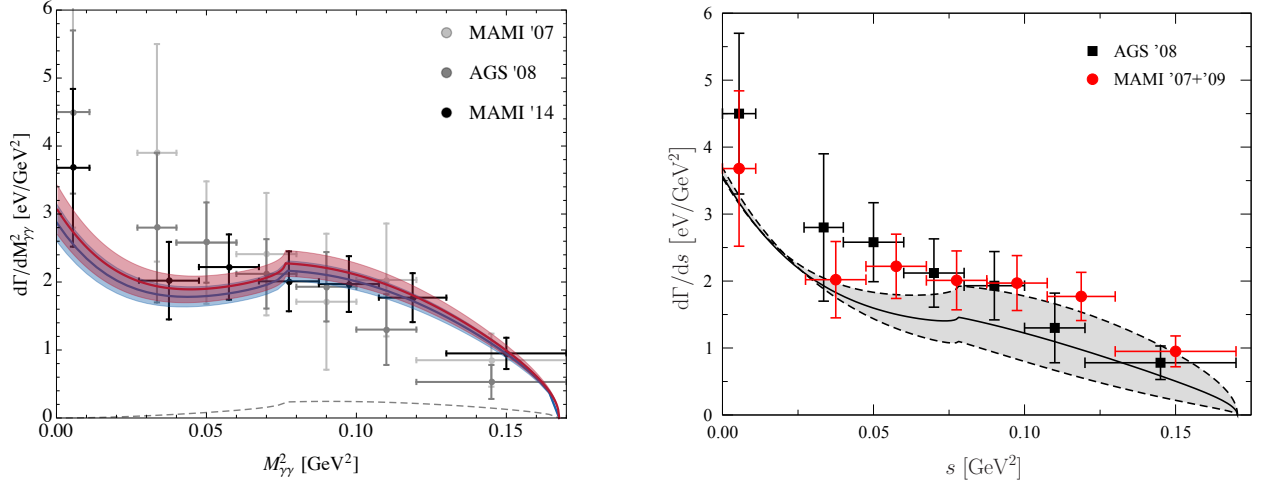 6
5
4
3
2
1
0
0.00
0.05
0.10
0.15
dΓ/dM²γγ [eV/GeV²]
M²γγ [GeV²]
MAMI '07
AGS '08
MAMI '14
6
5
4
3
2
1
0
0.00
0.05
0.10
0.15
dΓ/ds [eV/GeV²]
s [GeV²]
AGS ’08
MAMI ’07+’09